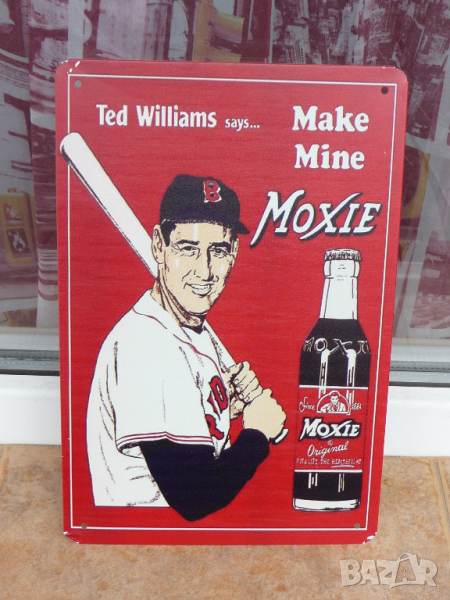 Ted Williams says...
Make
Mine
MOXIE
B
Since 1884
MOXIE
Original
BAZAR